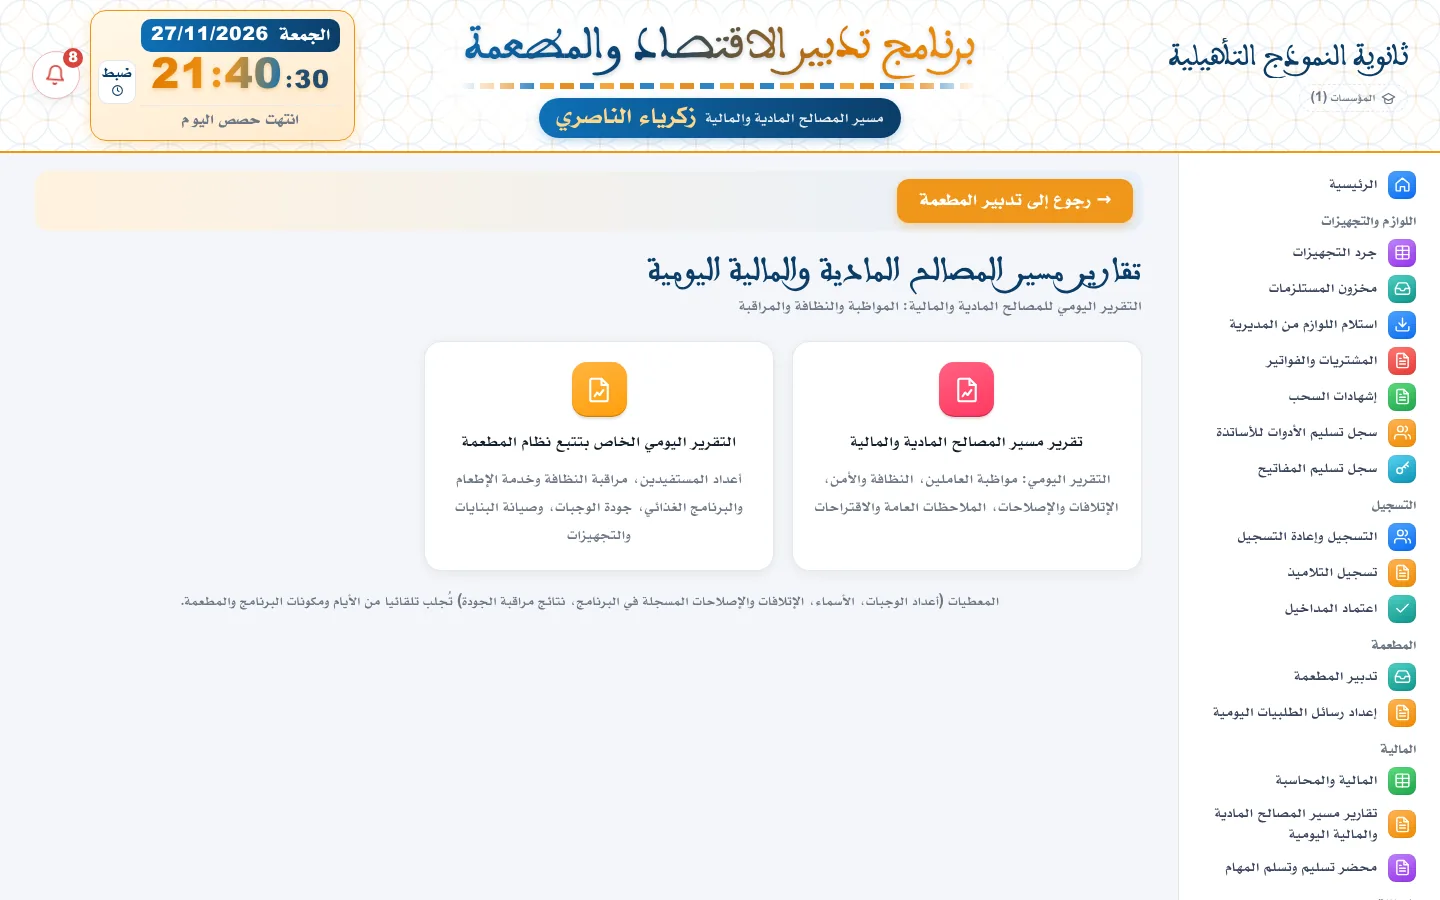 ثانوية النموذج التأهيلية
المؤسسات (1)
برنامج تدبير الاقتصاد والمطعمة
مسير المصالح المادية والمالية زكرياء الناصري
الجمعة 27/11/2026
21:40:30
ضبط
انتهت حصص اليوم
8
الرئيسية
اللوازم والتجهيزات
جرد التجهيزات
مخزون المستلزمات
استلام اللوازم من المديرية
المشتريات والفواتير
إشهادات السحب
سجل تسليم الأدوات للأساتذة
سجل تسليم المفاتيح
التسجيل
التسجيل وإعادة التسجيل
تسجيل التلاميذ
اعتماد المداخيل
المطعمة
تدبير المطعمة
إعداد رسائل الطلبيات اليومية
المالية
المالية والمحاسبة
تقارير مسير المصالح المادية
والمالية اليومية
محضر تسليم وتسلم المهام
→ رجوع إلى تدبير المطعمة
تقارير مسير المصالح المادية والمالية اليومية
التقرير اليومي للمصالح المادية والمالية: المواظبة والنظافة والمراقبة
تقرير مسير المصالح المادية والمالية
التقرير اليومي: مواظبة العاملين، النظافة والأمن،
الإتلافات والإصلاحات، الملاحظات العامة والاقتراحات
التقرير اليومي الخاص بتتبع نظام المطعمة
أعداد المستفيدين، مراقبة النظافة وخدمة الإطعام
والبرنامج الغذائي، جودة الوجبات، وصيانة البنايات
والتجهيزات
المعطيات (أعداد الوجبات، الأسماء، الإتلافات والإصلاحات المسجلة في البرنامج، نتائج مراقبة الجودة) تُجلب تلقائيا من الأيام ومكونات البرنامج والمطعمة.